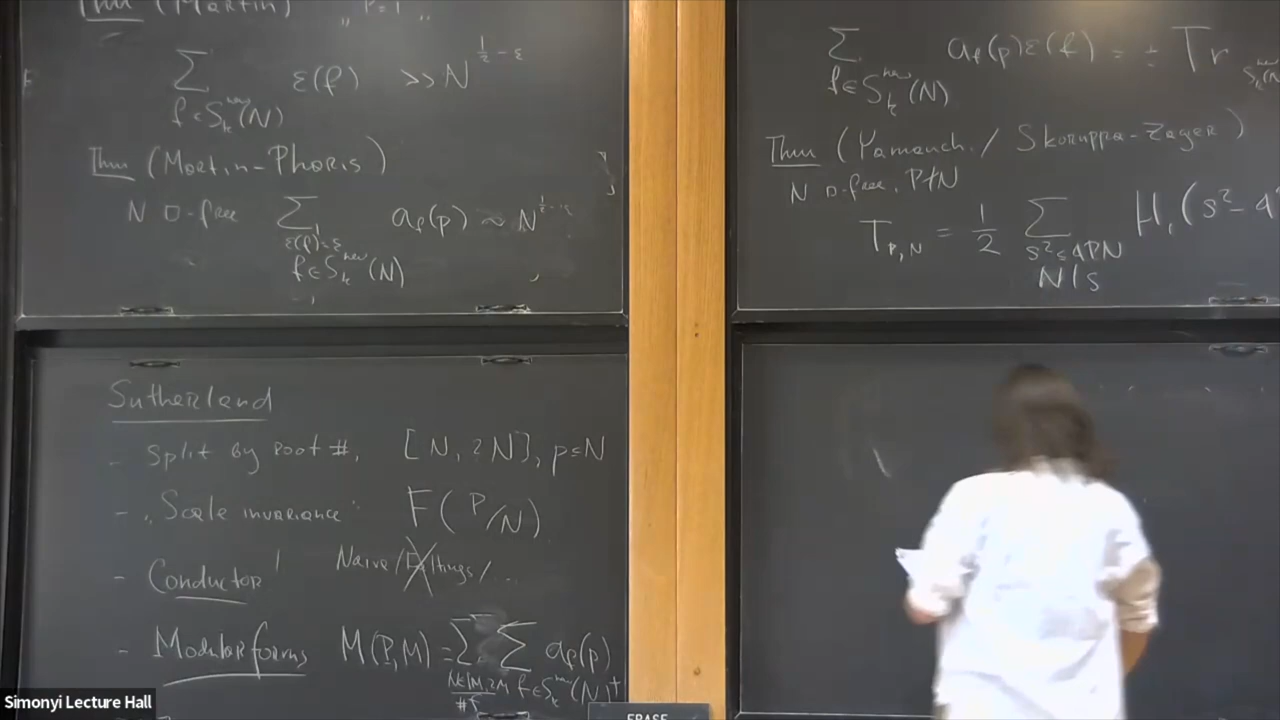 Thm (Martin) „ P=1 „
∑ ε(f) >> N^{1/2 - ε}
f∈S_k^{new}(N)
Thm (Martin-Pharis)
N □-free ∑ a_f(p) ~ N^{1/2-ε}
ε(f)=ε
f∈S_k^{new}(N)
Sutherland
- Split by root #, [N, 2N], p≤N
- „Scale invariance" F(P/N)
- Conductor! Naive/
- Modular forms M(P,M) = ∑ ∑ a_f(p)
N∈[M,2M] f∈S_k^{new}(N)
#f
∑ a_f(p)ε(f) = ± Tr
f∈S_k^{new}(N)
Thm (Yamauch. / Skoruppa-Zagier)
N □-free, P∤N
T_{P,N} = 1/2 ∑ H_1(s²-4
s²≤4PN
N|s
ERASE
Simonyi Lecture Hall